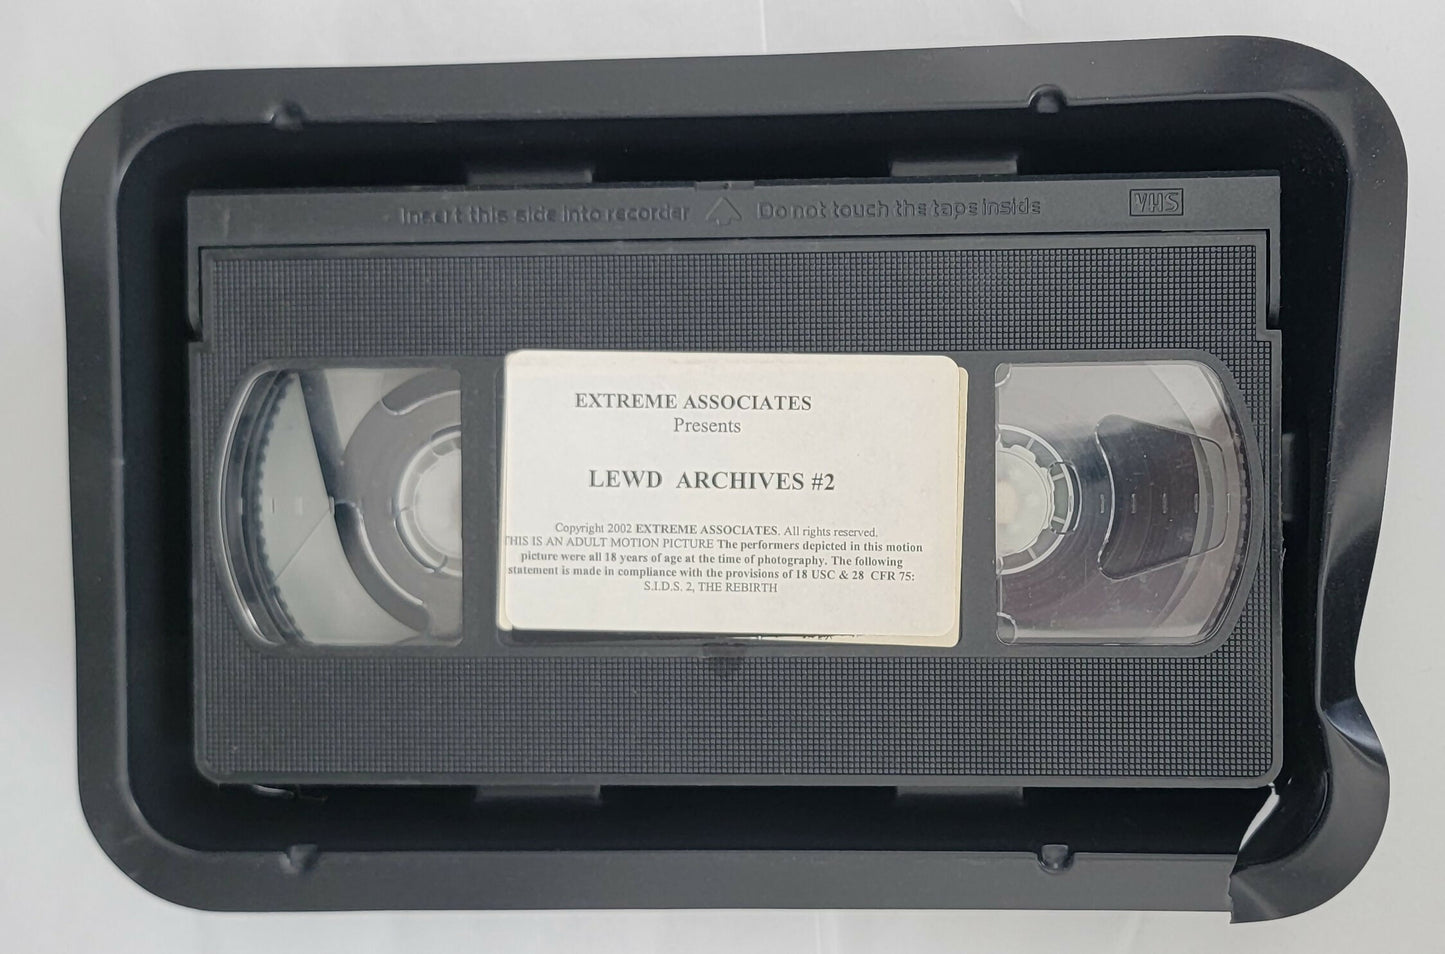 Insert this side into recorder Do not touch the tape inside VHS
EXTREME ASSOCIATES
Presents
LEWD ARCHIVES #2
Copyright 2002 EXTREME ASSOCIATES. All rights reserved.
THIS IS AN ADULT MOTION PICTURE The performers depicted in this motion
picture were all 18 years of age at the time of photography. The following
statement is made in compliance with the provisions of 18 USC & 28 CFR 75:
S.I.D.S. 2, THE REBIRTH